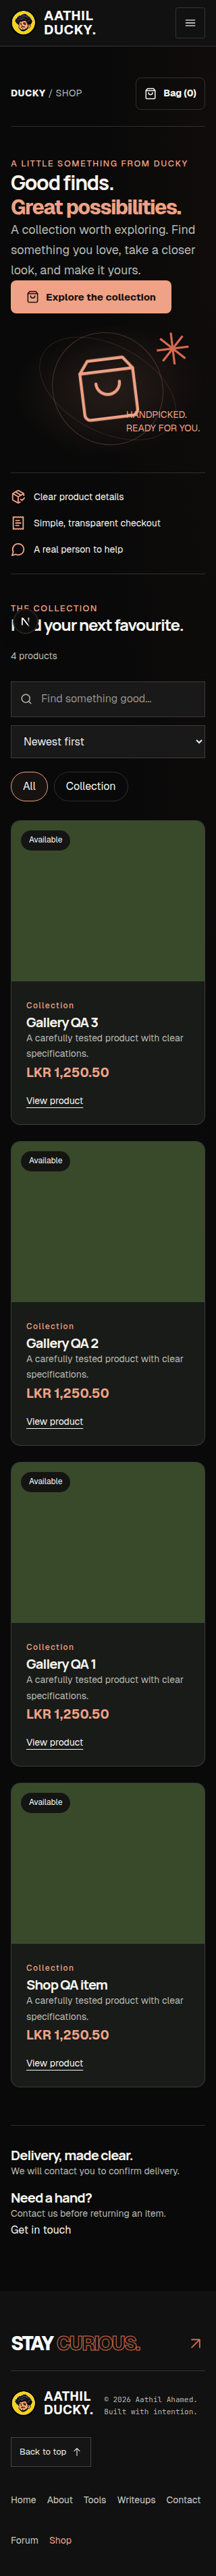 AATHIL
DUCKY.
DUCKY / SHOP
Bag (0)
A LITTLE SOMETHING FROM DUCKY
Good finds.
Great possibilities.
A collection worth exploring. Find
something you love, take a closer
look, and make it yours.
Explore the collection
HANDPICKED.
READY FOR YOU.
Clear product details
Simple, transparent checkout
A real person to help
THE COLLECTION
N
your next favourite.
4 products
Find something good...
Newest first
All
Collection
Available
Collection
Gallery QA 3
A carefully tested product with clear
specifications.
LKR 1,250.50
View product
Available
Collection
Gallery QA 2
A carefully tested product with clear
specifications.
LKR 1,250.50
View product
Available
Collection
Gallery QA 1
A carefully tested product with clear
specifications.
LKR 1,250.50
View product
Available
Collection
Shop QA item
A carefully tested product with clear
specifications.
LKR 1,250.50
View product
Delivery, made clear.
We will contact you to confirm delivery.
Need a hand?
Contact us before returning an item.
Get in touch
STAY CURIOUS.
AATHIL
DUCKY.
© 2026 Aathil Ahamed.
Built with intention.
Back to top
Home About Tools Writeups Contact
Forum Shop